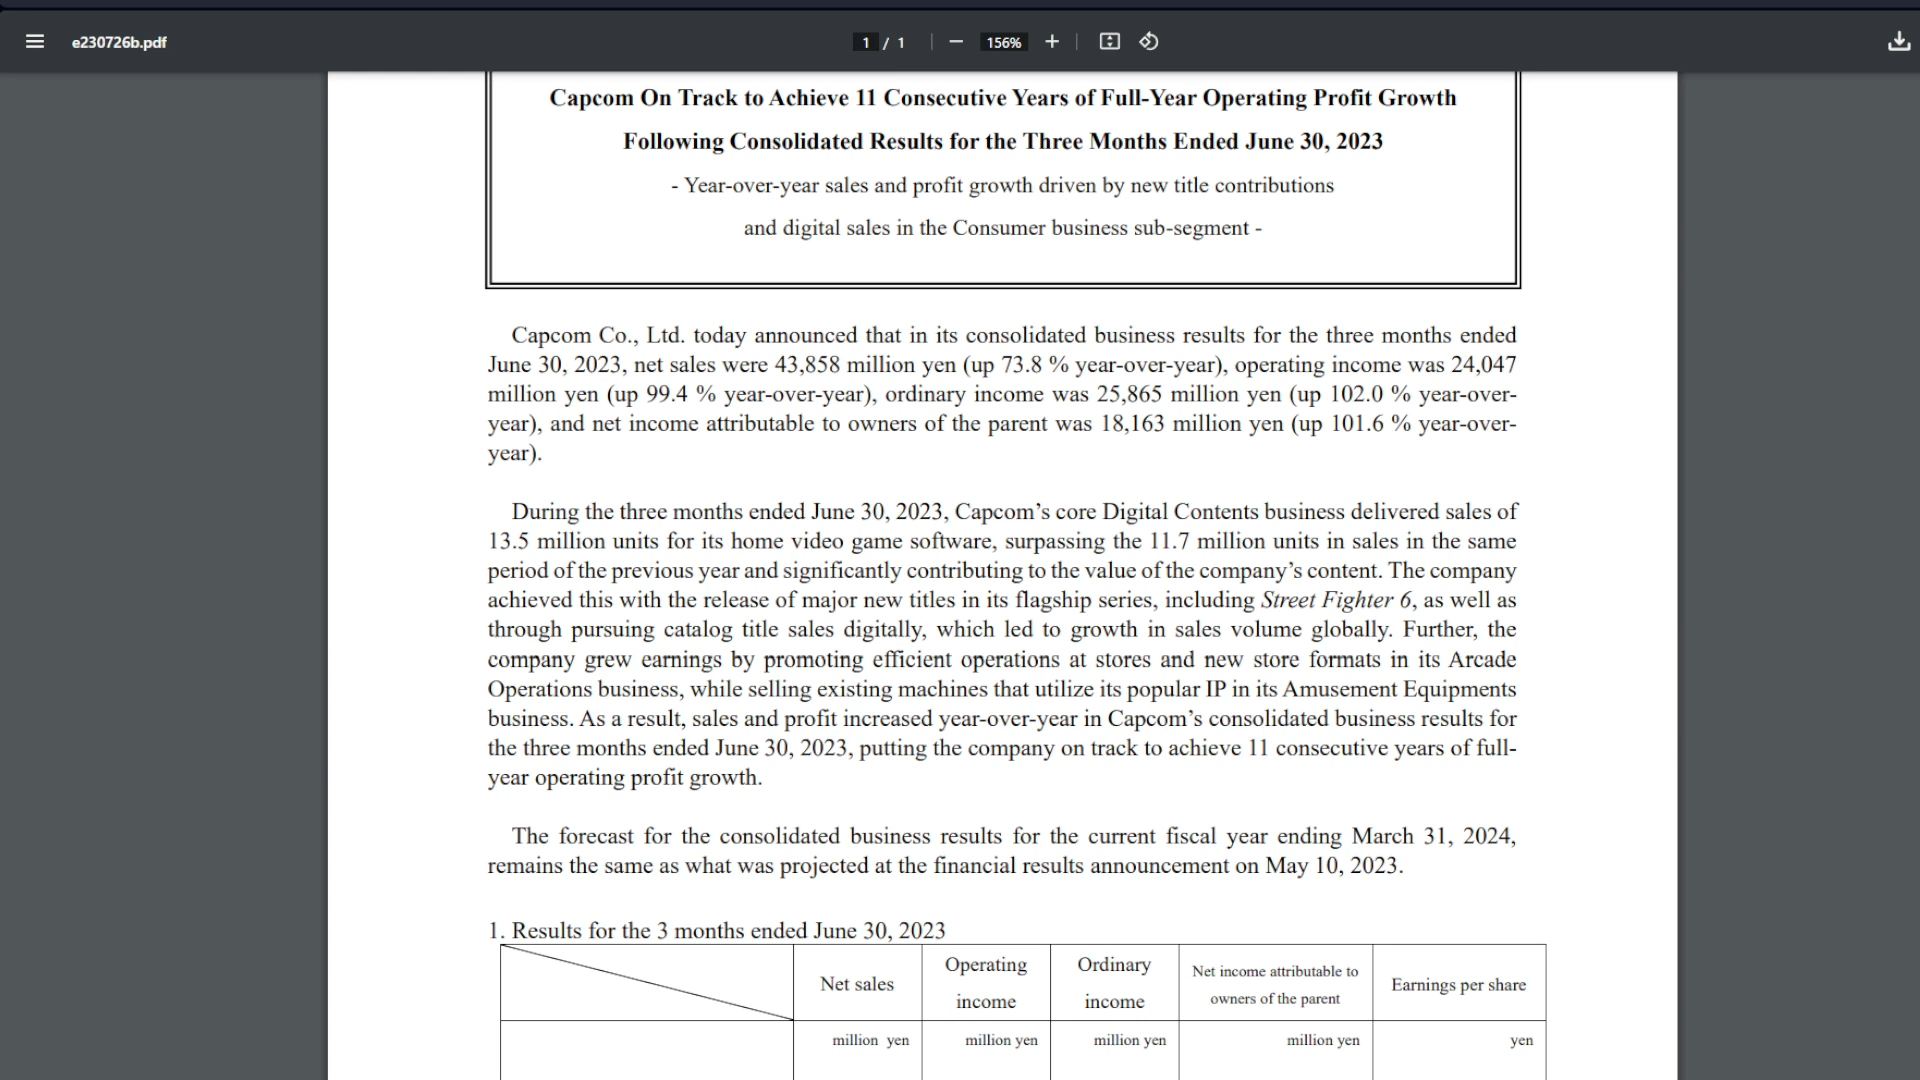 e230726b.pdf
1 / 1
156%
Capcom On Track to Achieve 11 Consecutive Years of Full-Year Operating Profit Growth
Following Consolidated Results for the Three Months Ended June 30, 2023
- Year-over-year sales and profit growth driven by new title contributions
and digital sales in the Consumer business sub-segment -
Capcom Co., Ltd. today announced that in its consolidated business results for the three months ended
June 30, 2023, net sales were 43,858 million yen (up 73.8 % year-over-year), operating income was 24,047
million yen (up 99.4 % year-over-year), ordinary income was 25,865 million yen (up 102.0 % year-over-
year), and net income attributable to owners of the parent was 18,163 million yen (up 101.6 % year-over-
year).
During the three months ended June 30, 2023, Capcom’s core Digital Contents business delivered sales of
13.5 million units for its home video game software, surpassing the 11.7 million units in sales in the same
period of the previous year and significantly contributing to the value of the company’s content. The company
achieved this with the release of major new titles in its flagship series, including Street Fighter 6, as well as
through pursuing catalog title sales digitally, which led to growth in sales volume globally. Further, the
company grew earnings by promoting efficient operations at stores and new store formats in its Arcade
Operations business, while selling existing machines that utilize its popular IP in its Amusement Equipments
business. As a result, sales and profit increased year-over-year in Capcom’s consolidated business results for
the three months ended June 30, 2023, putting the company on track to achieve 11 consecutive years of full-
year operating profit growth.
The forecast for the consolidated business results for the current fiscal year ending March 31, 2024,
remains the same as what was projected at the financial results announcement on May 10, 2023.
1. Results for the 3 months ended June 30, 2023
Net sales
Operating
income
Ordinary
income
Net income attributable to
owners of the parent
Earnings per share
million yen
million yen
million yen
million yen
yen